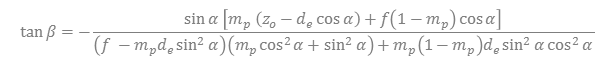 tan β = − sin α [m_p (z_o − d_e cos α) + f(1 − m_p) cos α] / (f − m_p d_e sin² α)(m_p cos² α + sin² α) + m_p(1 − m_p)d_e sin² α cos² α